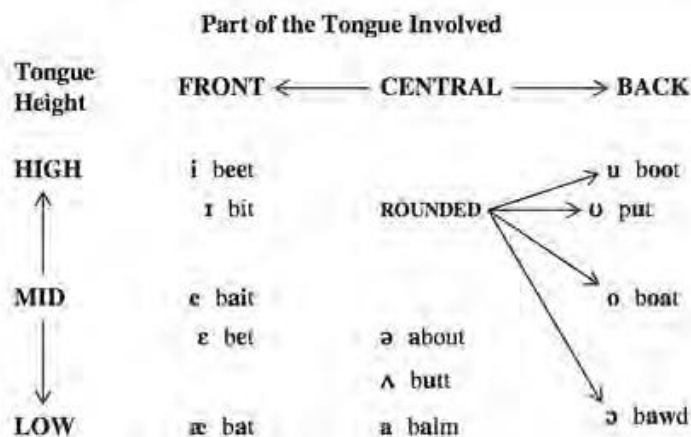 Part of the Tongue Involved
Tongue
Height
FRONT CENTRAL BACK
HIGH i beet u boot
ɪ bit ROUNDED ʊ put
MID e bait o boat
ɛ bet ə about
ʌ butt
LOW æ bat a balm ɔ bawd